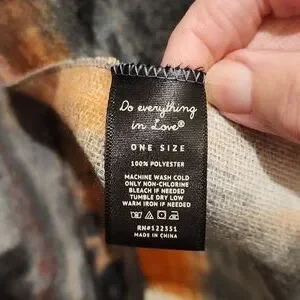 Do everything
in Love®
ONE SIZE
100% POLYESTER
MACHINE WASH COLD
ONLY NON-CHLORINE
BLEACH IF NEEDED
TUMBLE DRY LOW
WARM IRON IF NEEDED
RN#122351
MADE IN CHINA